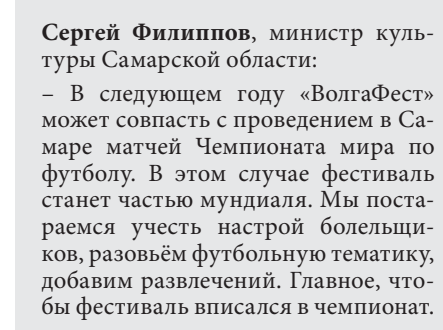 Сергей Филиппов, министр куль-
туры Самарской области:
– В следующем году «ВолгаФест»
может совпасть с проведением в Са-
маре матчей Чемпионата мира по
футболу. В этом случае фестиваль
станет частью мундиаля. Мы поста-
раемся учесть настрой болельщи-
ков, разовьём футбольную тематику,
добавим развлечений. Главное, что-
бы фестиваль вписался в чемпионат.